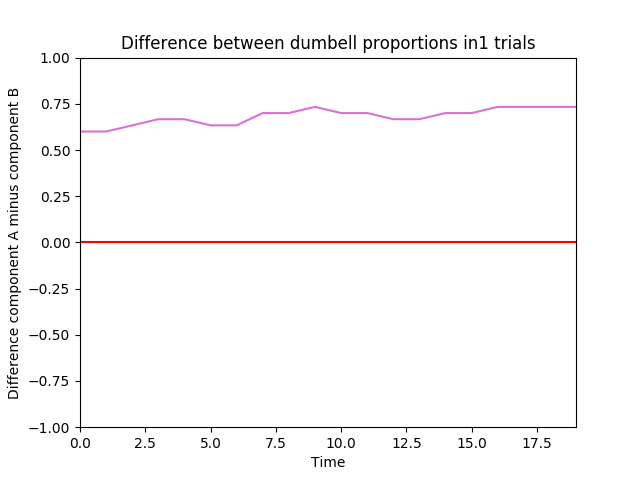 Difference between dumbell proportions in1 trials
Difference component A minus component B
1.00
0.75
0.50
0.25
0.00
−0.25
−0.50
−0.75
−1.00
0.0 2.5 5.0 7.5 10.0 12.5 15.0 17.5
Time